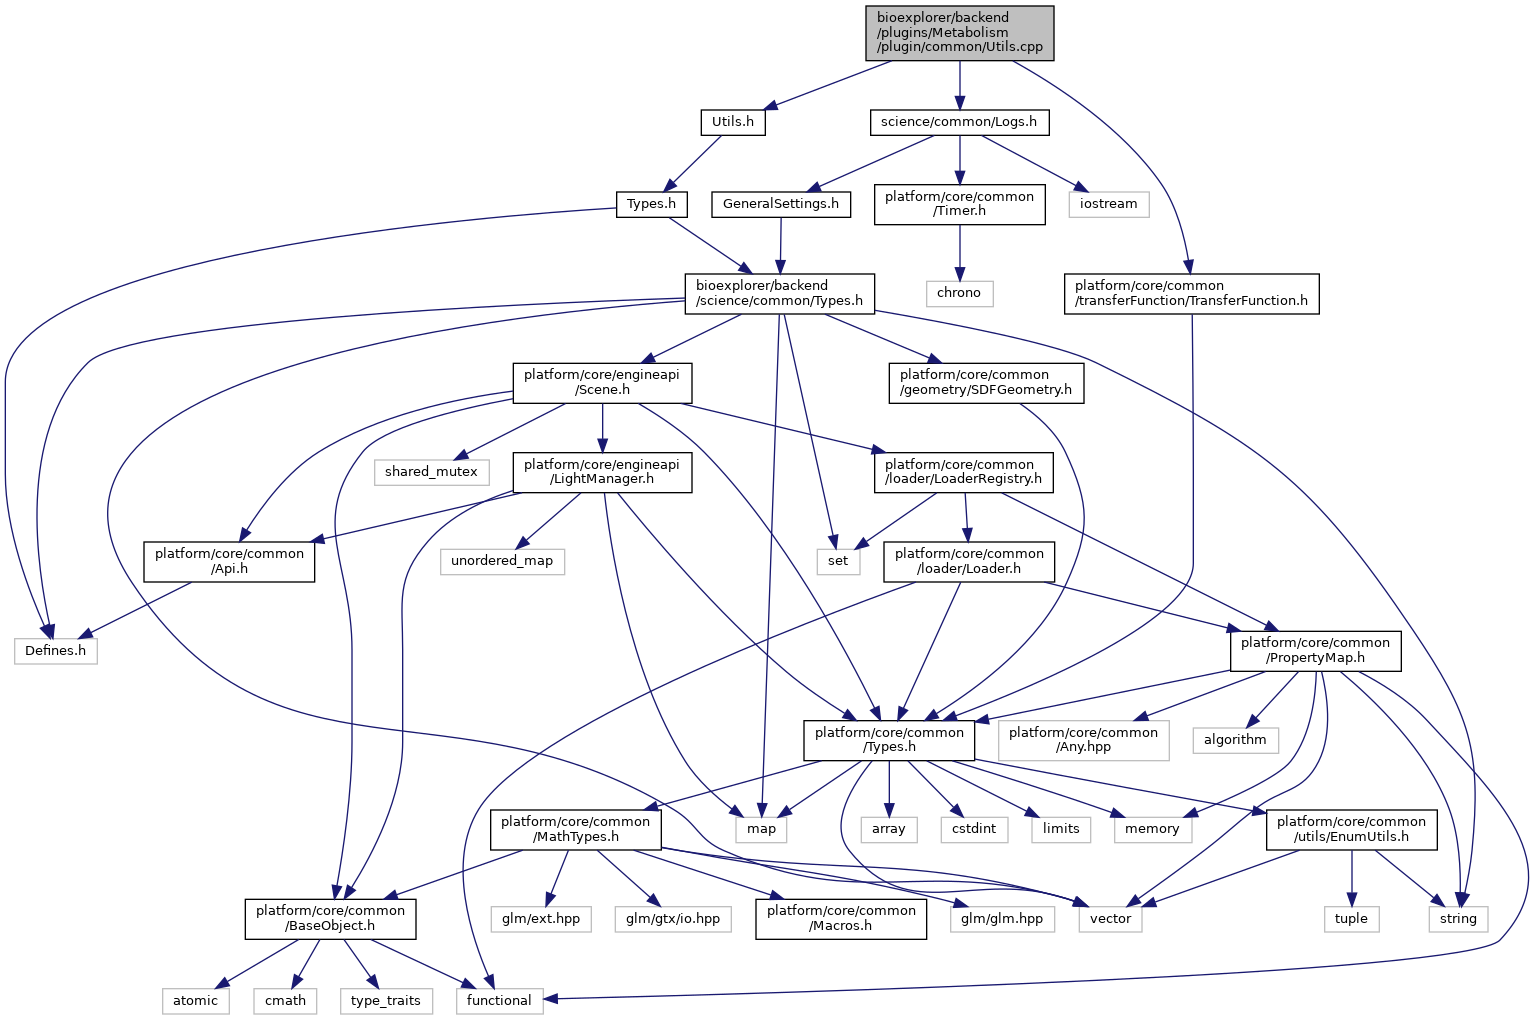 bioexplorer/backend
/plugins/Metabolism
/plugin/common/Utils.cpp
Utils.h
science/common/Logs.h
Types.h
GeneralSettings.h
platform/core/common
/Timer.h
iostream
bioexplorer/backend
/science/common/Types.h
chrono
platform/core/common
/transferFunction/TransferFunction.h
platform/core/engineapi
/Scene.h
platform/core/common
/geometry/SDFGeometry.h
shared_mutex
platform/core/engineapi
/LightManager.h
platform/core/common
/loader/LoaderRegistry.h
platform/core/common
/Api.h
unordered_map
set
platform/core/common
/loader/Loader.h
Defines.h
platform/core/common
/PropertyMap.h
platform/core/common
/Types.h
platform/core/common
/Any.hpp
algorithm
platform/core/common
/MathTypes.h
map
array
cstdint
limits
memory
platform/core/common
/utils/EnumUtils.h
platform/core/common
/BaseObject.h
glm/ext.hpp
glm/gtx/io.hpp
platform/core/common
/Macros.h
glm/glm.hpp
vector
tuple
string
atomic
cmath
type_traits
functional